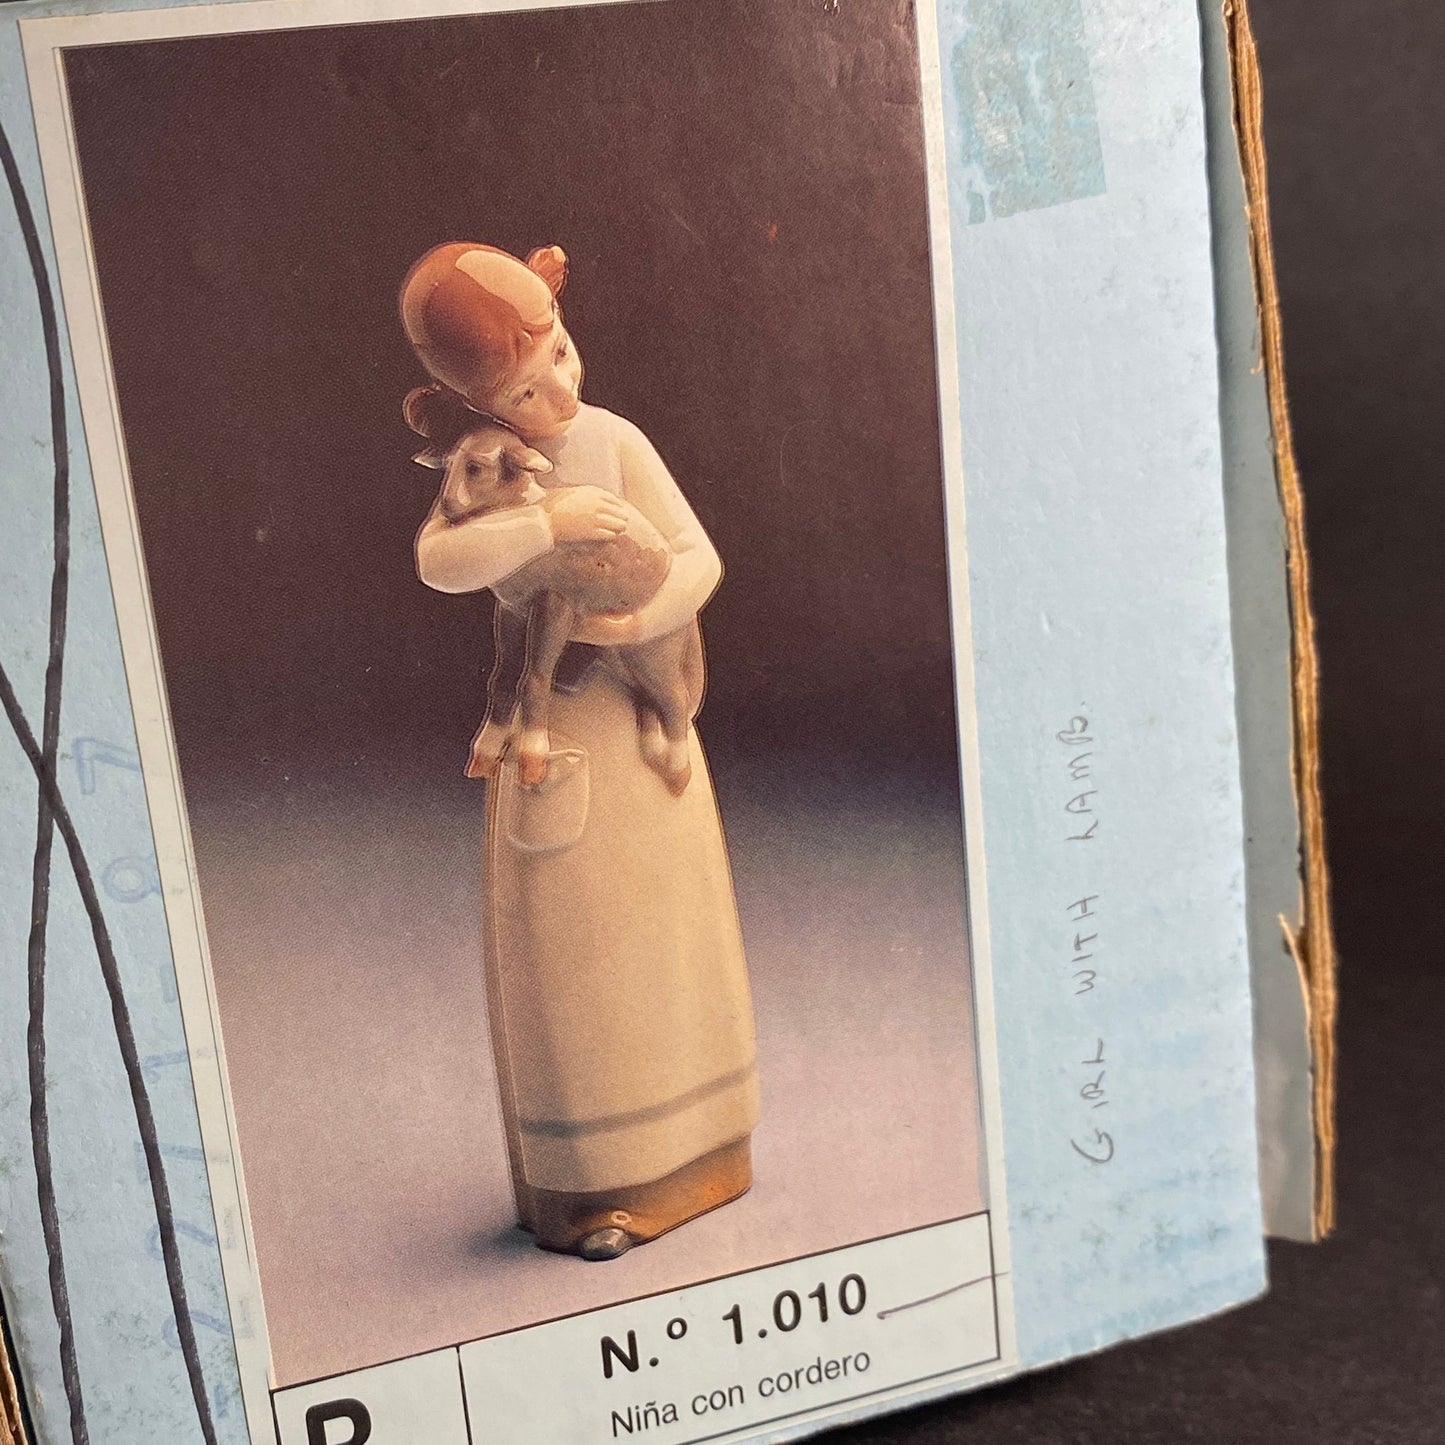 N.º 1.010
Niña con cordero
R
GIRL WITH LAMB.